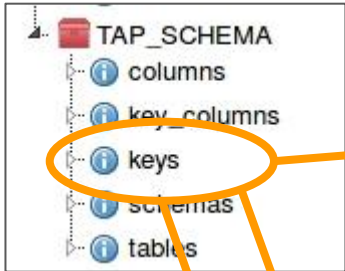 TAP_SCHEMA
columns
key_columns
keys
schemas
tables